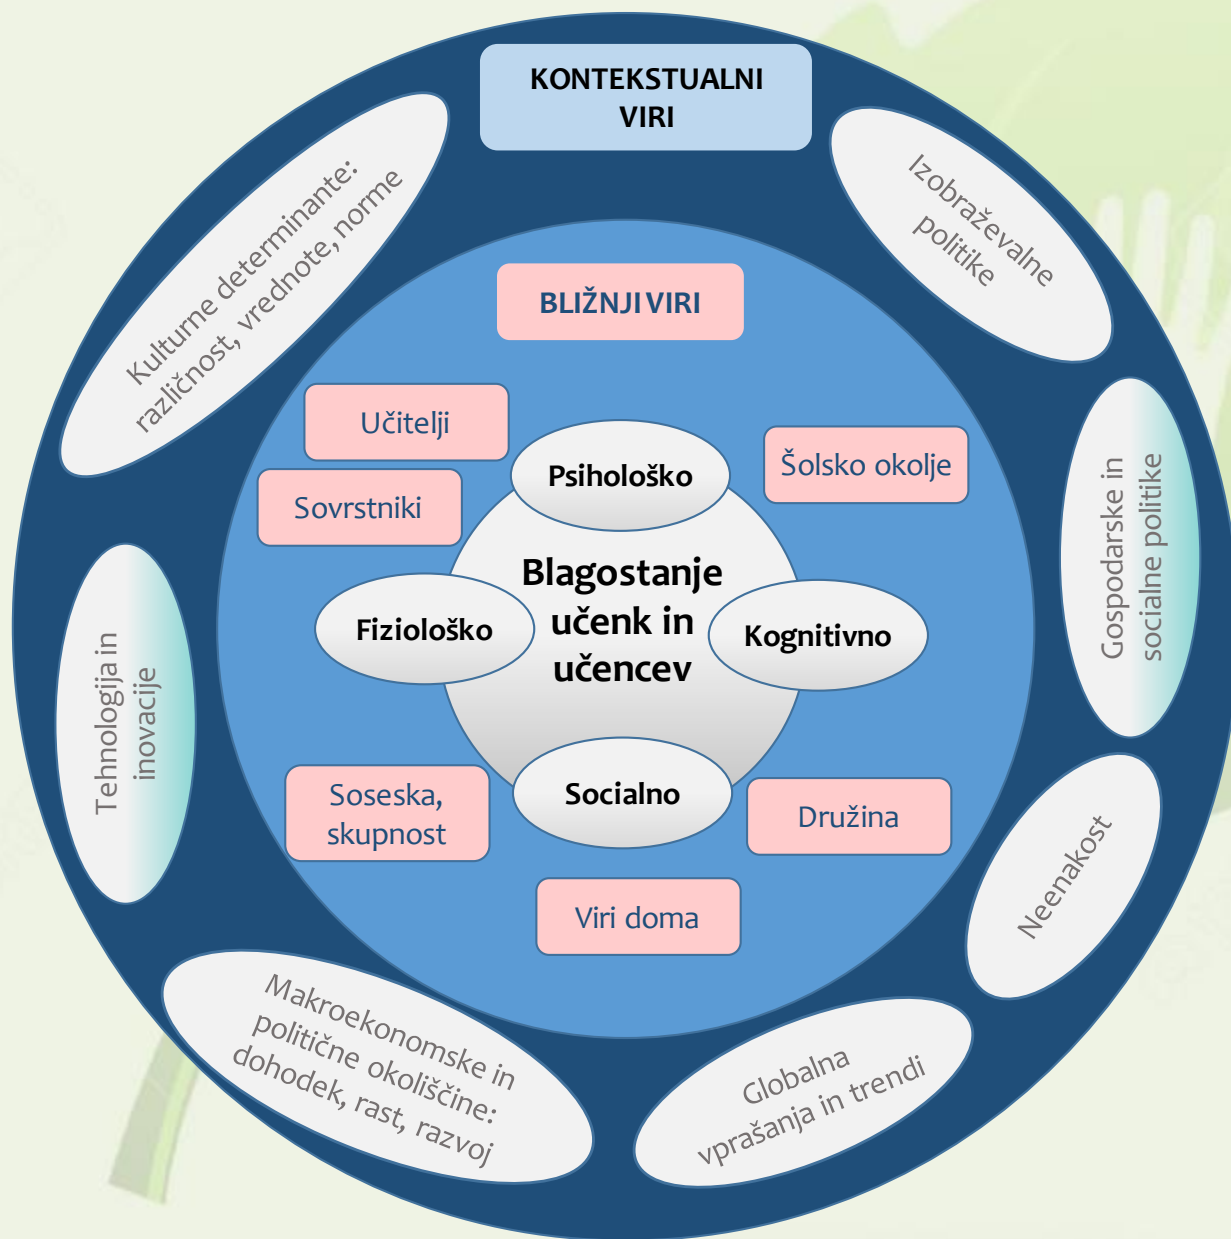 KONTEKSTUALNI
VIRI
Kulturne determinante:
različnost, vrednote, norme
Izobraževalne
politike
BLIŽNJI VIRI
Učitelji
Sovrstniki
Šolsko okolje
Psihološko
Blagostanje
učenk in
učencev
Fiziološko
Kognitivno
Socialno
Gospodarske in
socialne politike
Tehnologija in
inovacije
Soseska,
skupnost
Družina
Viri doma
Neenakost
Makroekonomske in
politične okoliščine:
dohodek, rast, razvoj
Globalna
vprašanja in trendi